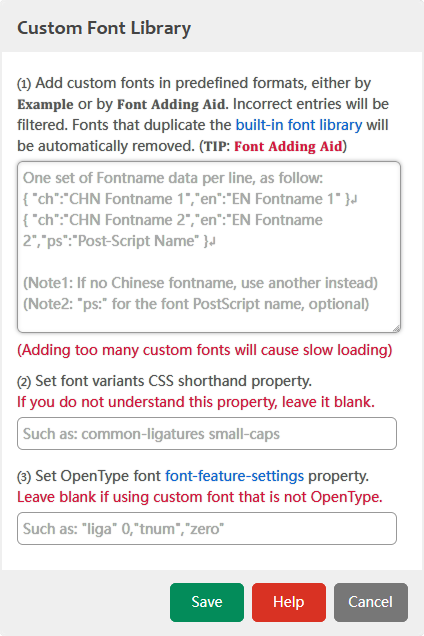 Custom Font Library
(1) Add custom fonts in predefined formats, either by
Example or by Font Adding Aid. Incorrect entries will be
filtered. Fonts that duplicate the built-in font library will
be automatically removed. (TIP: Font Adding Aid)
One set of Fontname data per line, as follow:
{ "ch":"CHN Fontname 1","en":"EN Fontname 1" }↲
{ "ch":"CHN Fontname 2","en":"EN Fontname
2","ps":"Post-Script Name" }↲
(Note1: If no Chinese fontname, use another instead)
(Note2: "ps:" for the font PostScript name, optional)
(Adding too many custom fonts will cause slow loading)
(2) Set font variants CSS shorthand property.
If you do not understand this property, leave it blank.
Such as: common-ligatures small-caps
(3) Set OpenType font font-feature-settings property.
Leave blank if using custom font that is not OpenType.
Such as: "liga" 0,"tnum","zero"
Save Help Cancel